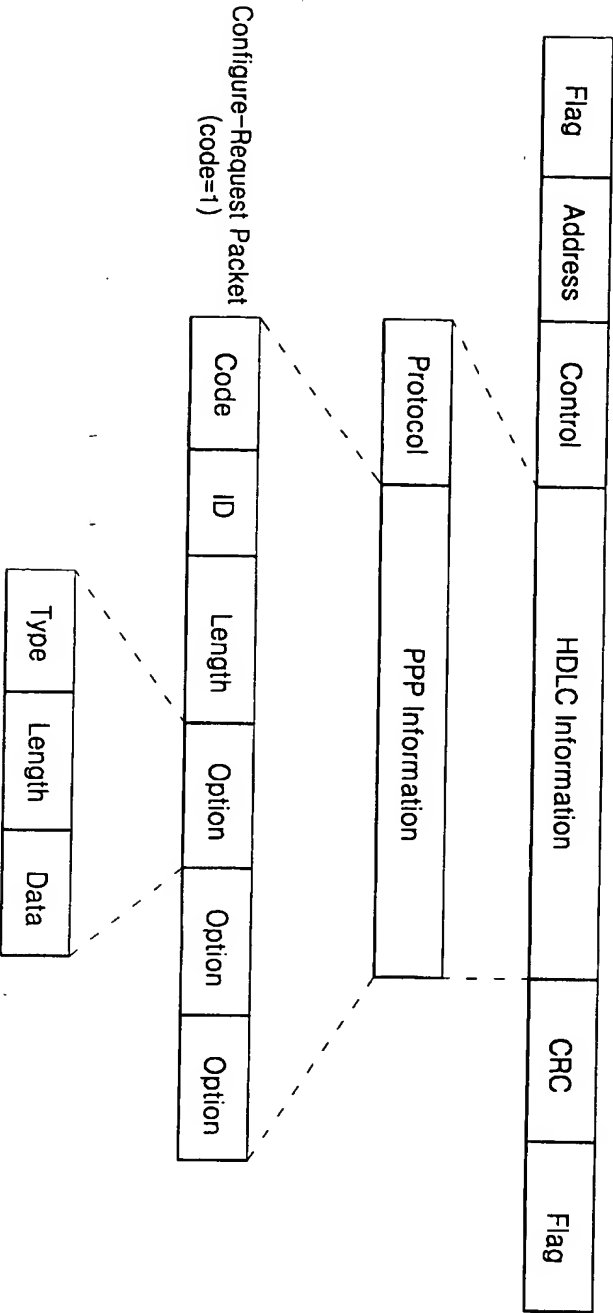 Flag Address Control HDLC Information CRC Flag
Protocol PPP Information
Configure-Request Packet
(code=1)
Code ID Length Option Option Option
Type Length Data